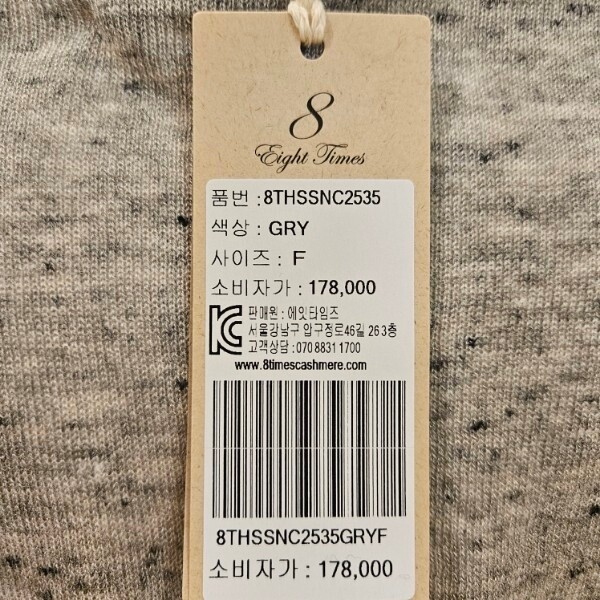 8
Eight Times
품번 : 8THSSNC2535
색상 : GRY
사이즈 : F
소비자가 : 178,000
KC
판매원 : 에잇타임즈
서울강남구 압구정로46길 26 3층
고객상담 : 070 8831 1700
www.8timescashmere.com
8THSSNC2535GRYF
소비자가 : 178,000